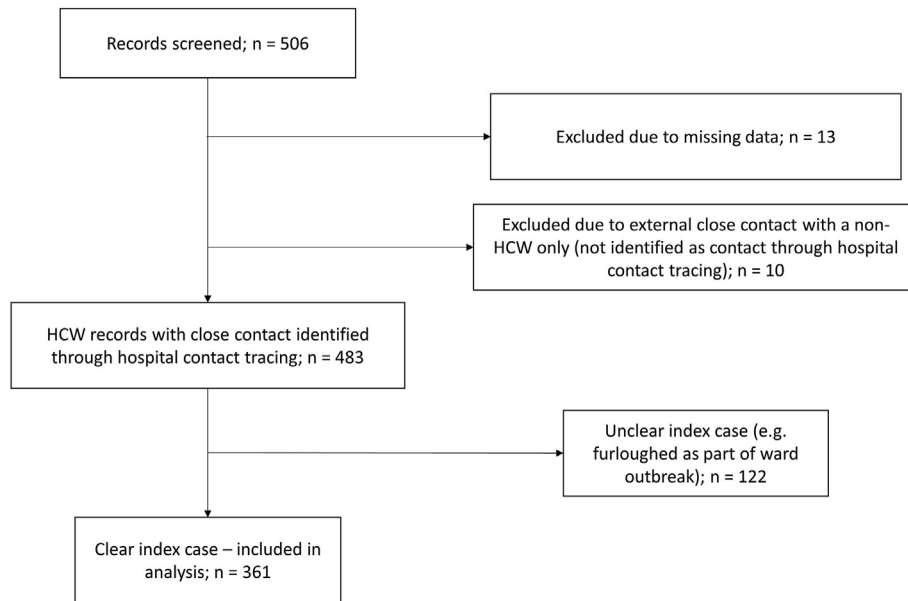 Records screened; n = 506
Excluded due to missing data; n = 13
Excluded due to external close contact with a non-
HCW only (not identified as contact through hospital
contact tracing); n = 10
HCW records with close contact identified
through hospital contact tracing; n = 483
Unclear index case (e.g.
furloughed as part of ward
outbreak); n = 122
Clear index case – included in
analysis; n = 361